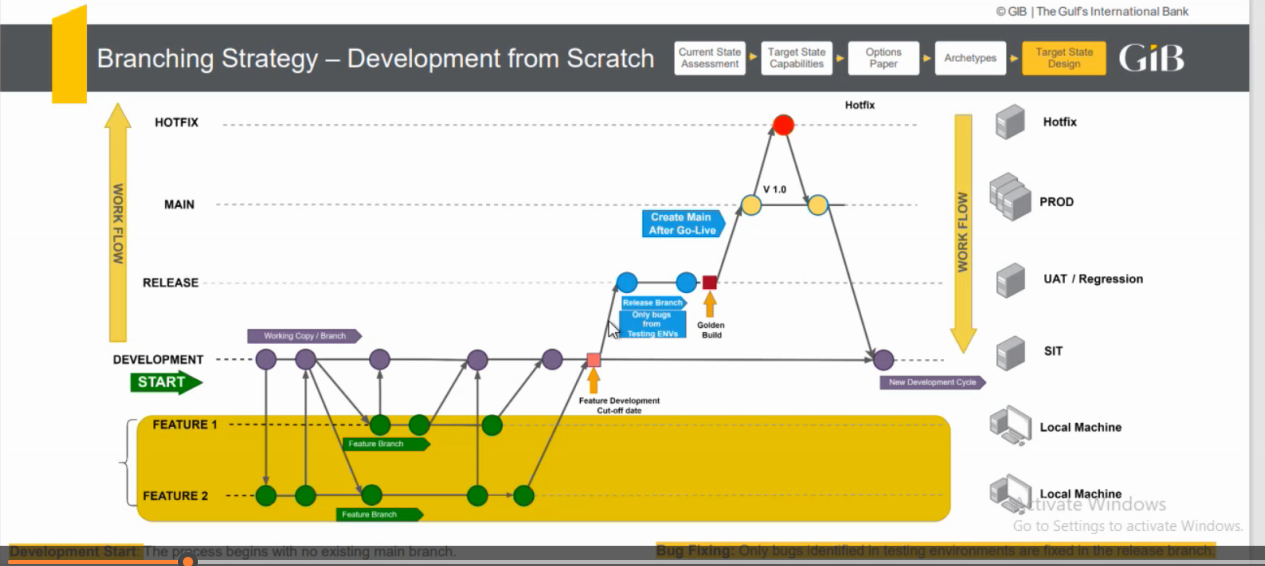 © GIB | The Gulf's International Bank
Branching Strategy – Development from Scratch
Current State
Assessment
Target State
Capabilities
Options
Paper
Archetypes
Target State
Design
GiB
Hotfix
HOTFIX
Hotfix
V 1.0
MAIN
PROD
WORK FLOW
WORK FLOW
Create Main
After Go-Live
RELEASE
UAT / Regression
Release Branch
Only bugs
from
Testing ENVs
Golden
Build
Working Copy / Branch
DEVELOPMENT
SIT
START
New Development Cycle
Feature Development
Cut-off date
FEATURE 1
Local Machine
Feature Branch
FEATURE 2
Local Machine
Feature Branch
Activate Windows
Go to Settings to activate Windows.
Development Start: The process begins with no existing main branch.
Bug Fixing: Only bugs identified in testing environments are fixed in the release branch.